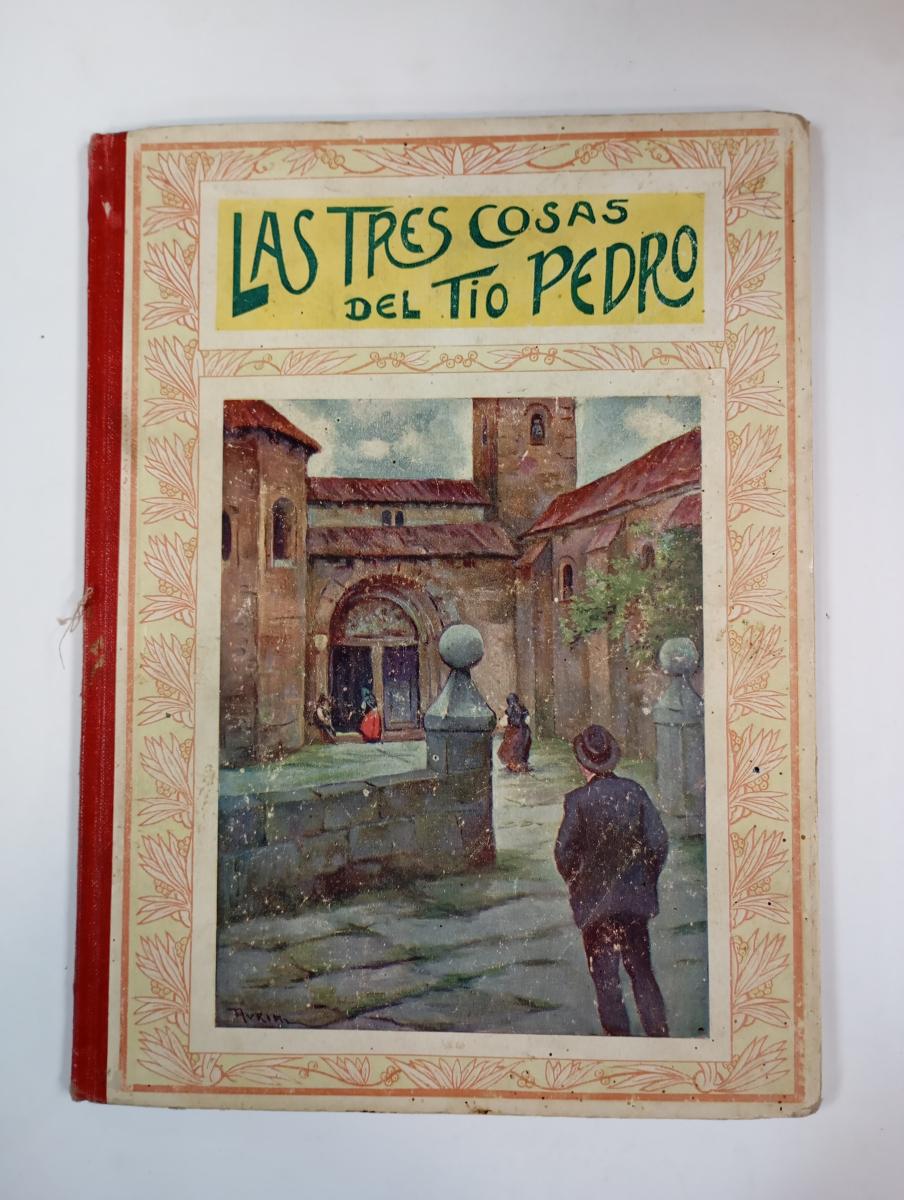 LAS TRES COSAS
DEL TIO PEDRO